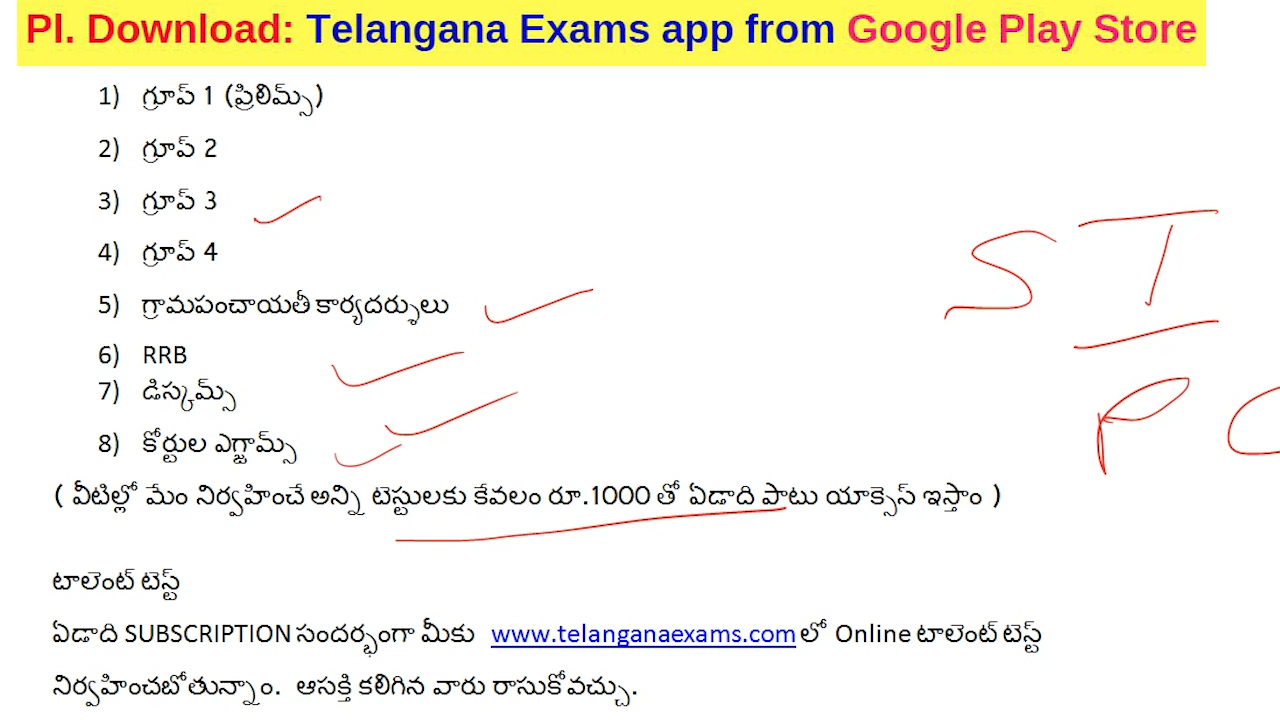 Pl. Download: Telangana Exams app from Google Play Store
1) గ్రూప్ 1 (ప్రిలిమ్స్)
2) గ్రూప్ 2
3) గ్రూప్ 3
4) గ్రూప్ 4
5) గ్రామపంచాయతీ కార్యదర్శులు
6) RRB
7) డిస్కమ్స్
8) కోర్టుల ఎగ్జామ్స్
S T
P C
( వీటిల్లో మేం నిర్వహించే అన్ని టెస్టులకు కేవలం రూ.1000 తో ఏడాది పాటు యాక్సెస్ ఇస్తాం )
టాలెంట్ టెస్ట్
ఏడాది SUBSCRIPTION సందర్భంగా మీకు www.telanganaexams.com లో Online టాలెంట్ టెస్ట్
నిర్వహించబోతున్నాం. ఆసక్తి కలిగిన వారు రాసుకోవచ్చు.